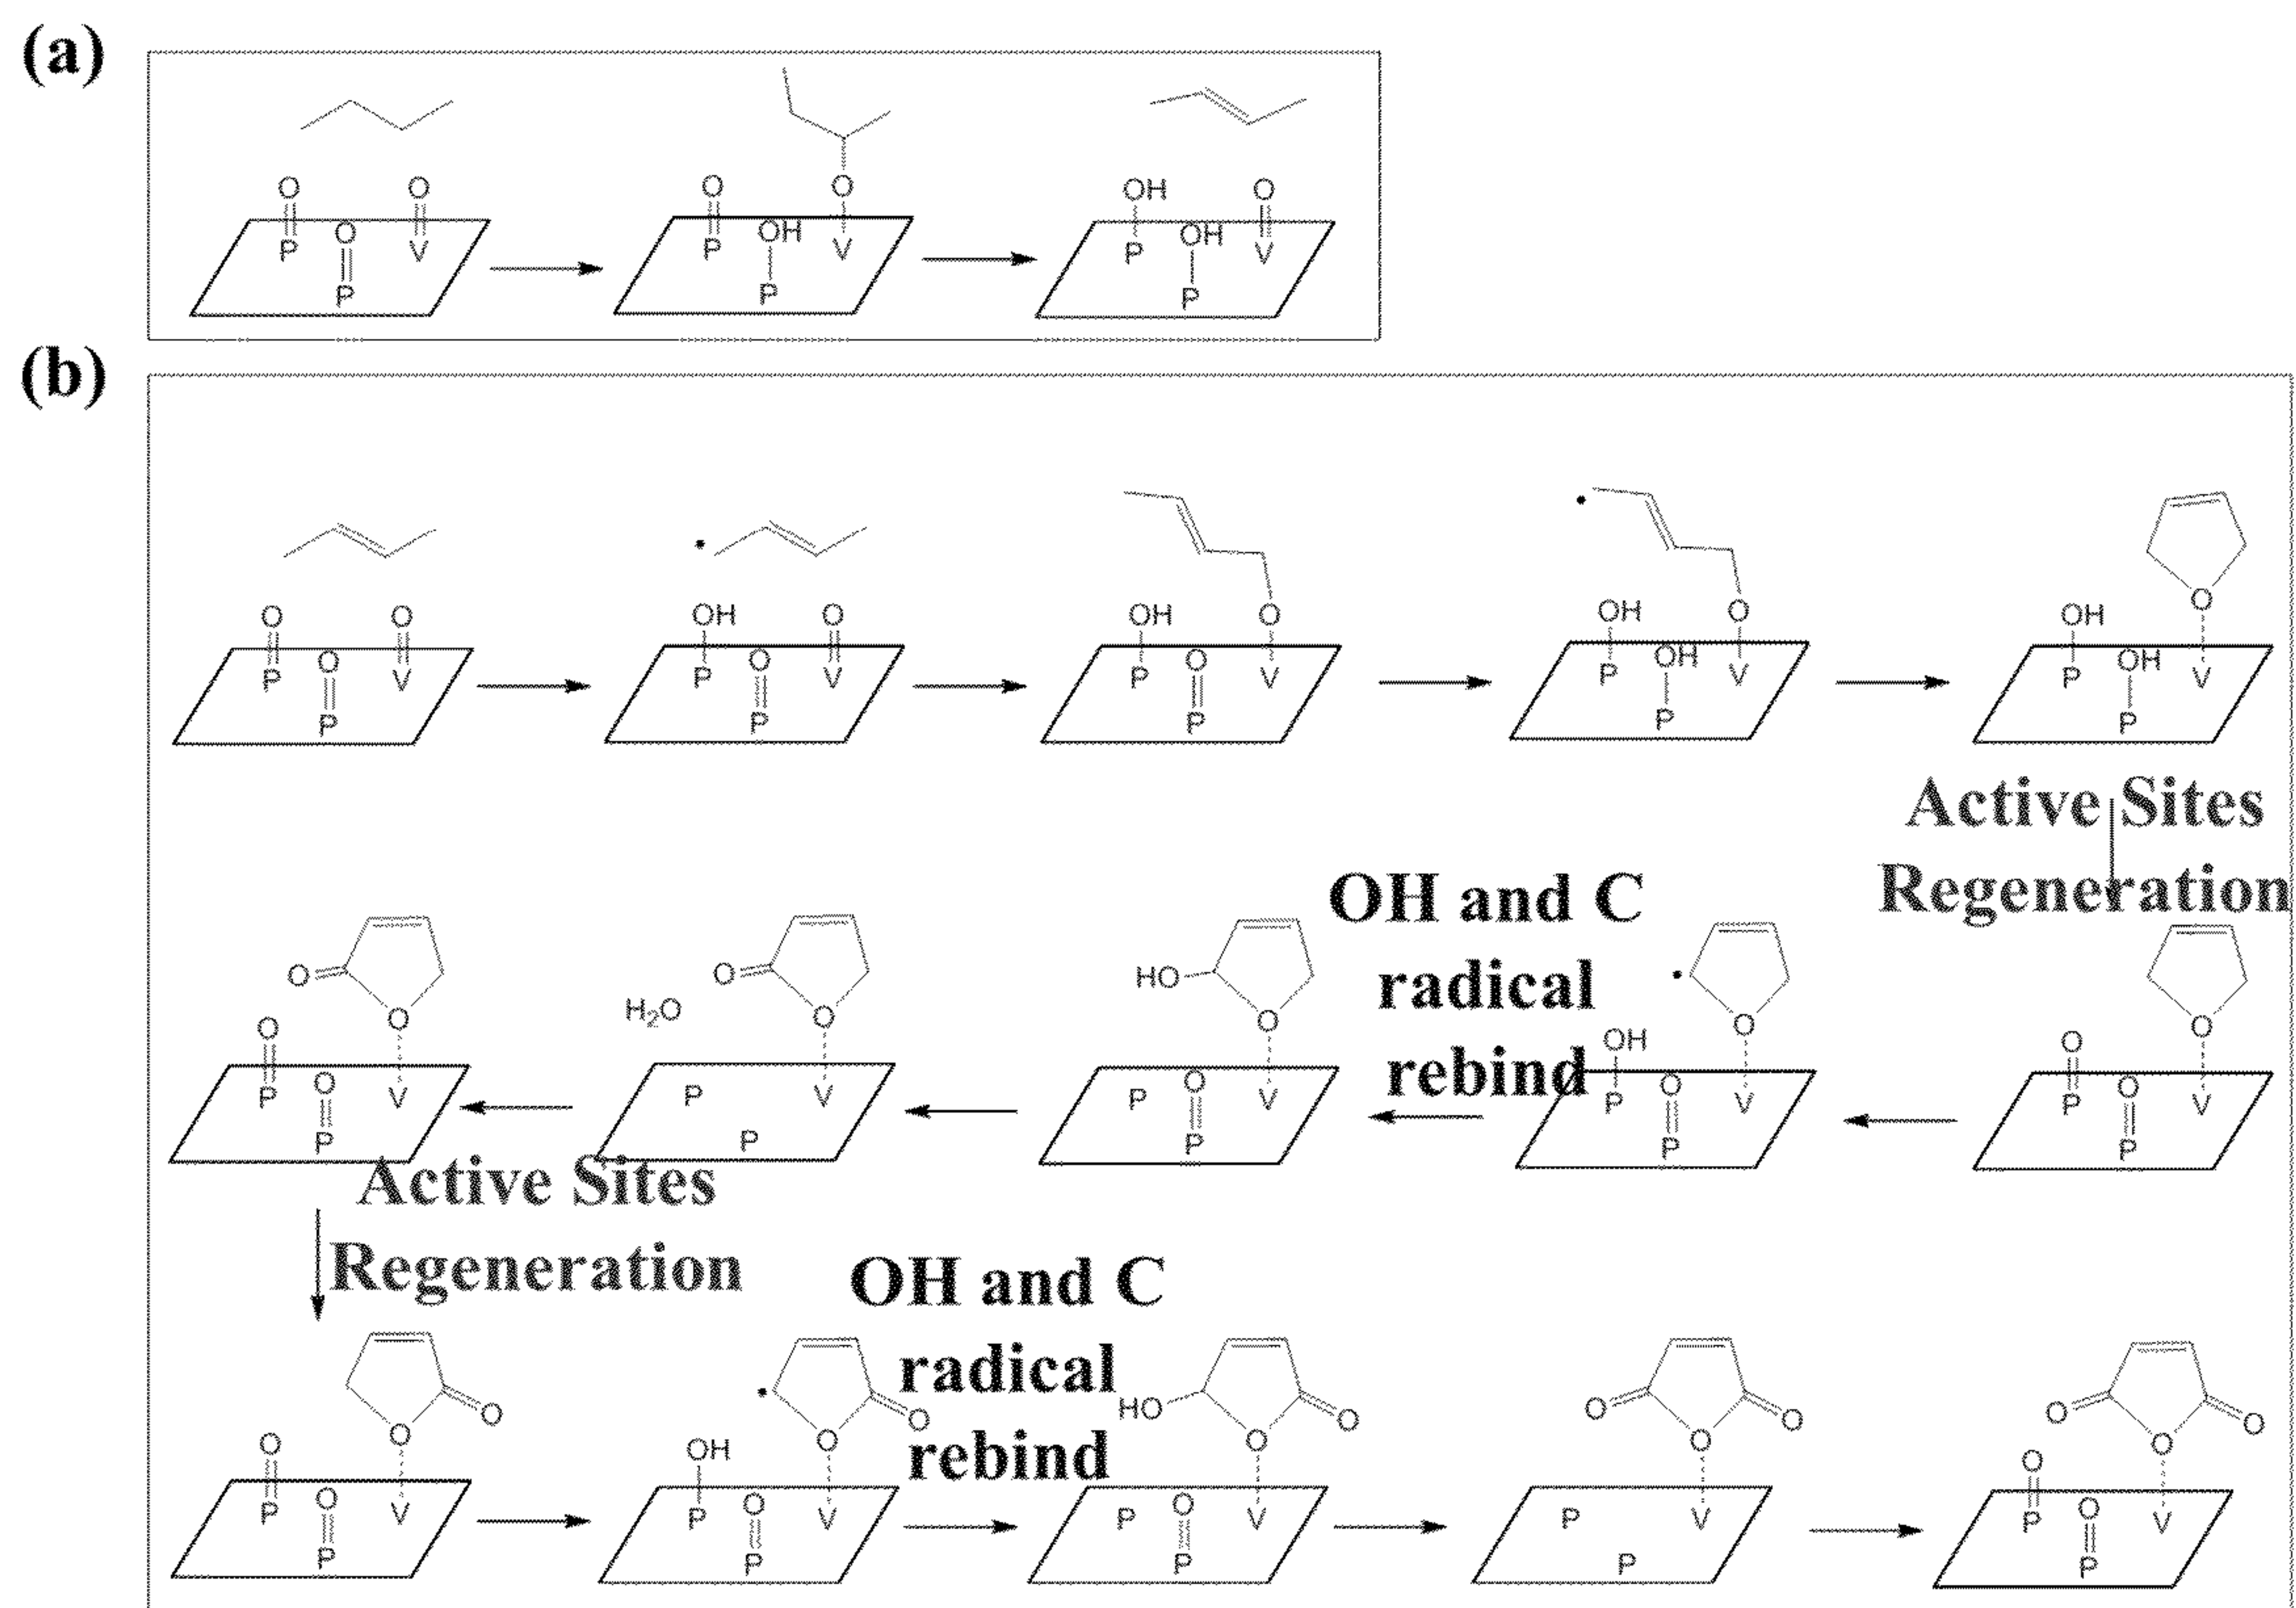 (a)
O O O
P P V
O O OH
P P V
OH O OH
P P V
(b)
O O O
P P V
OH O O
P P V
OH O O
P P V
OH OH O
P P V
OH OH O
P P V
Active Sites
Regeneration
O O O
P P V
OH and C
radical
rebind
OH O O
P P V
HO O O
P P V
H₂O O O
P P V
O O O O
P P V
Active Sites
Regeneration
O O O O
P P V
OH and C
radical
rebind
OH O O O
P P V
HO O O O
P P V
O O O
P P V
O O O O O
P P V